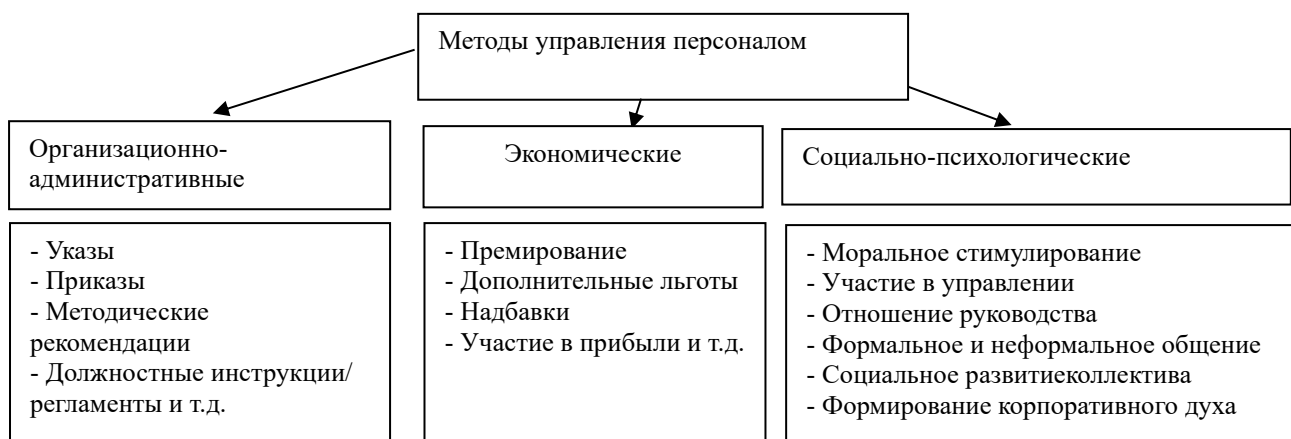 Методы управления персоналом
Организационно-
административные
Экономические
Социально-психологические
- Указы
- Приказы
- Методические
рекомендации
- Должностные инструкции/
регламенты и т.д.
- Премирование
- Дополнительные льготы
- Надбавки
- Участие в прибыли и т.д.
- Моральное стимулирование
- Участие в управлении
- Отношение руководства
- Формальное и неформальное общение
- Социальное развитиеколлектива
- Формирование корпоративного духа